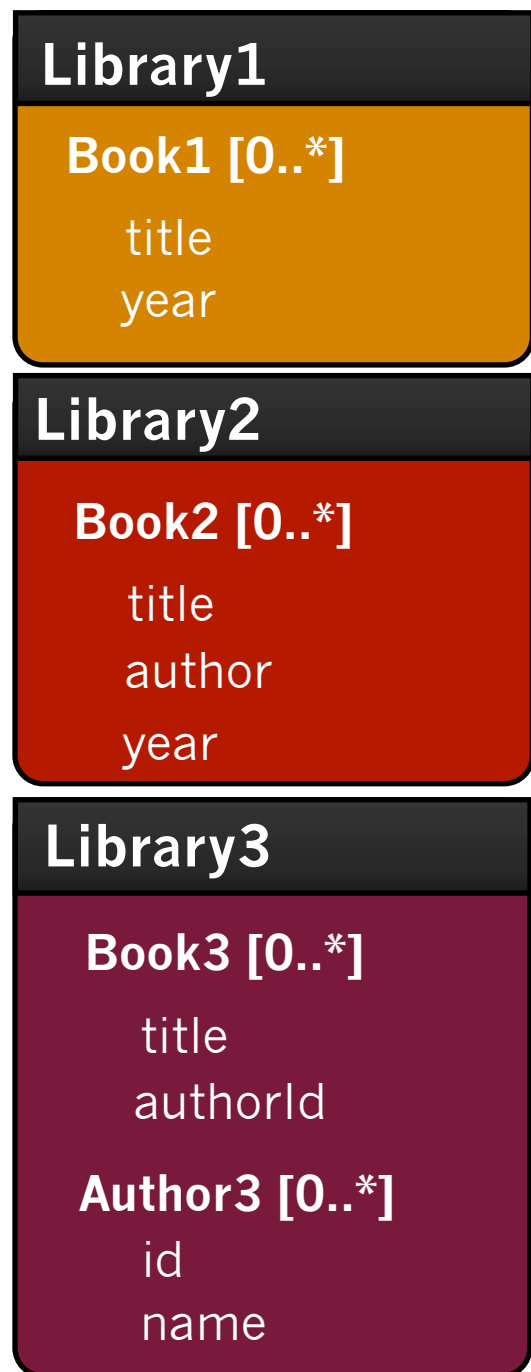 Library1
Book1 [0..*]
title
year
Library2
Book2 [0..*]
title
author
year
Library3
Book3 [0..*]
title
authorId
Author3 [0..*]
id
name